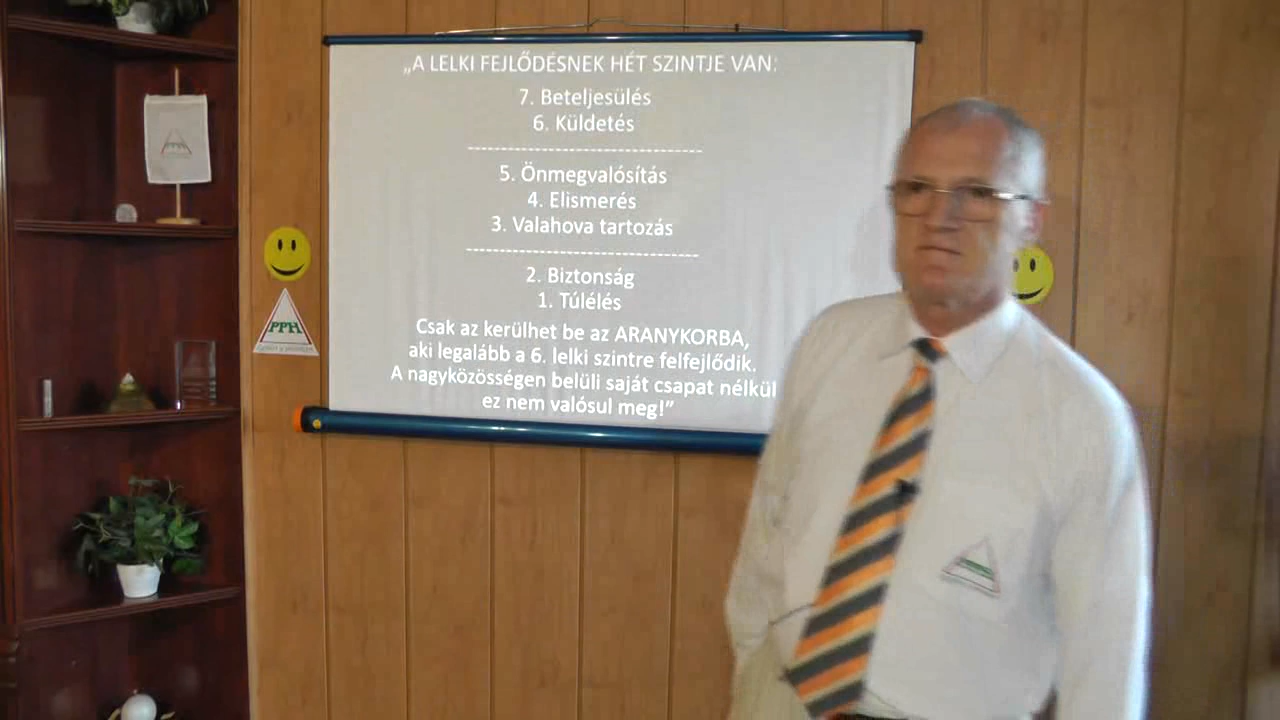 „A LELKI FEJLŐDÉSNEK HÉT SZINTJE VAN:
7. Beteljesülés
6. Küldetés
----------------------------------
5. Önmegvalósítás
4. Elismerés
3. Valahova tartozás
----------------------------------
2. Biztonság
1. Túlélés
Csak az kerülhet be az ARANYKORBA,
aki legalább a 6. lelki szintre felfejlődik.
A nagyközösségen belüli saját csapat nélkül
ez nem valósul meg!”
PPH